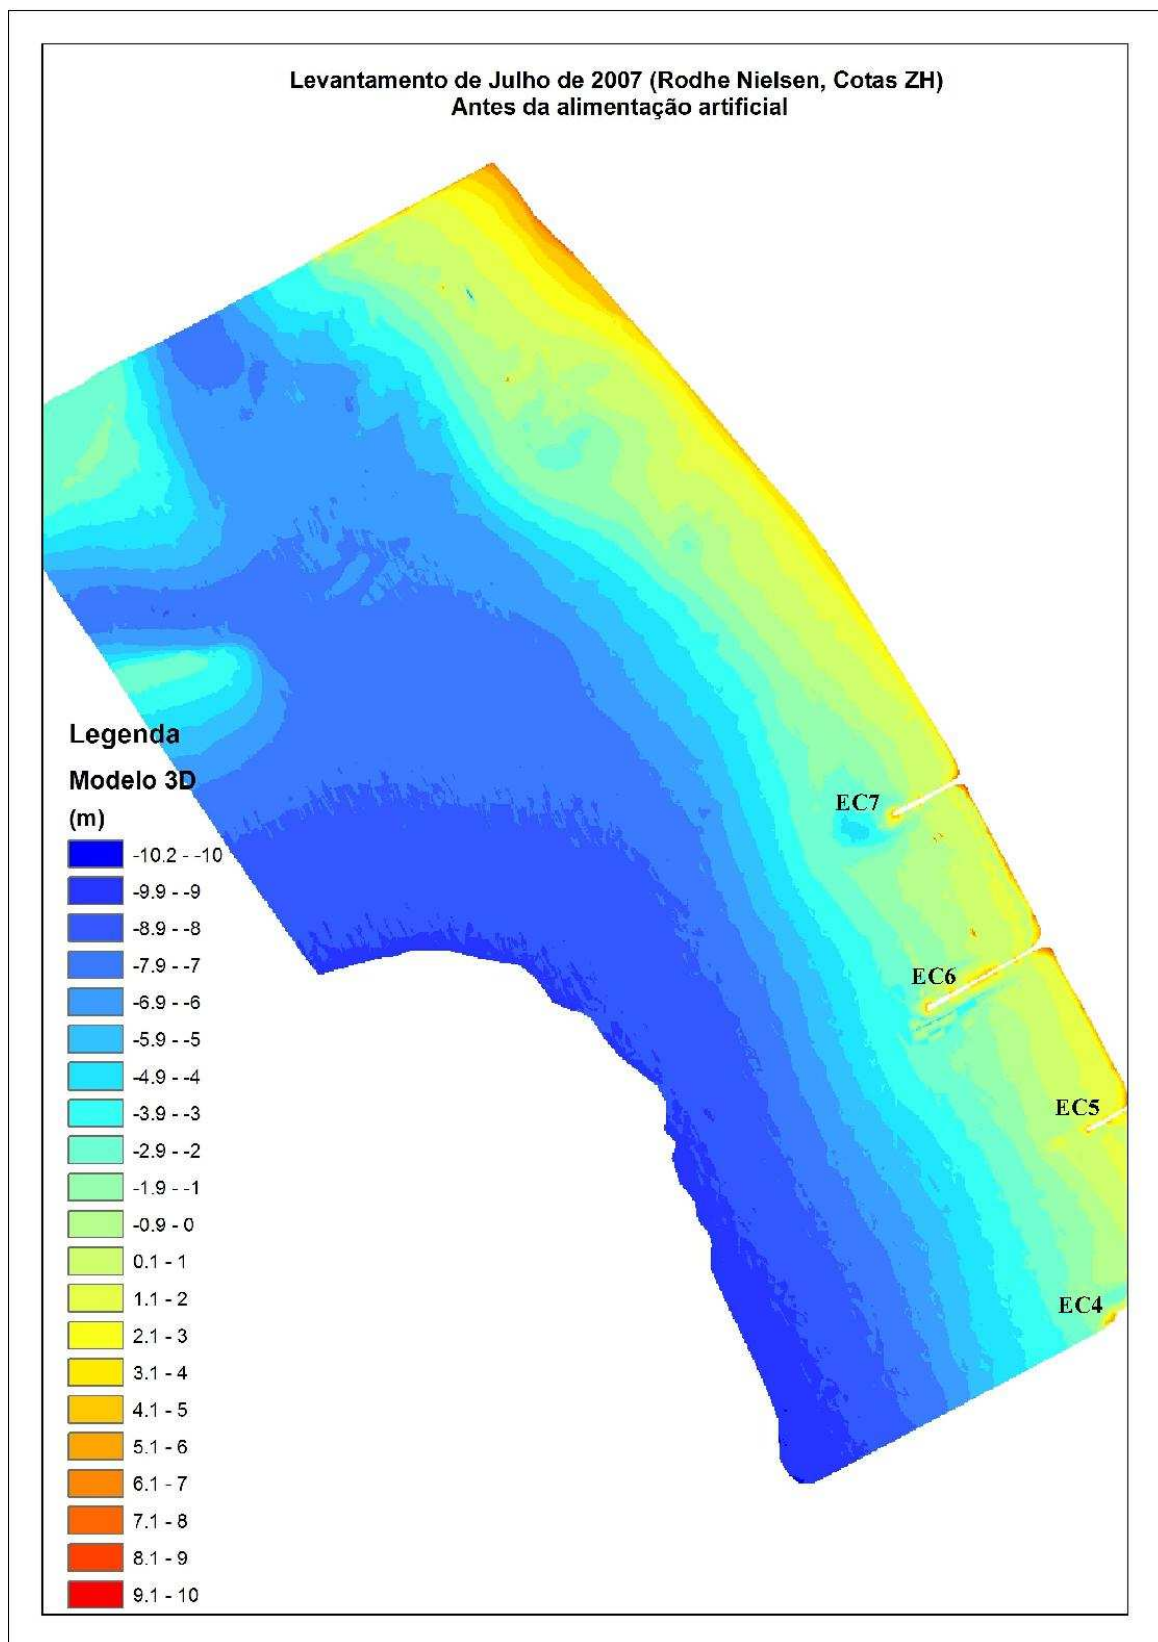 Levantamento de Julho de 2007 (Rodhe Nielsen, Cotas ZH)
Antes da alimentação artificial
EC7
EC6
EC5
EC4
Legenda
Modelo 3D
(m)
-10.2 - -10
-9.9 - -9
-8.9 - -8
-7.9 - -7
-6.9 - -6
-5.9 - -5
-4.9 - -4
-3.9 - -3
-2.9 - -2
-1.9 - -1
-0.9 - 0
0.1 - 1
1.1 - 2
2.1 - 3
3.1 - 4
4.1 - 5
5.1 - 6
6.1 - 7
7.1 - 8
8.1 - 9
9.1 - 10